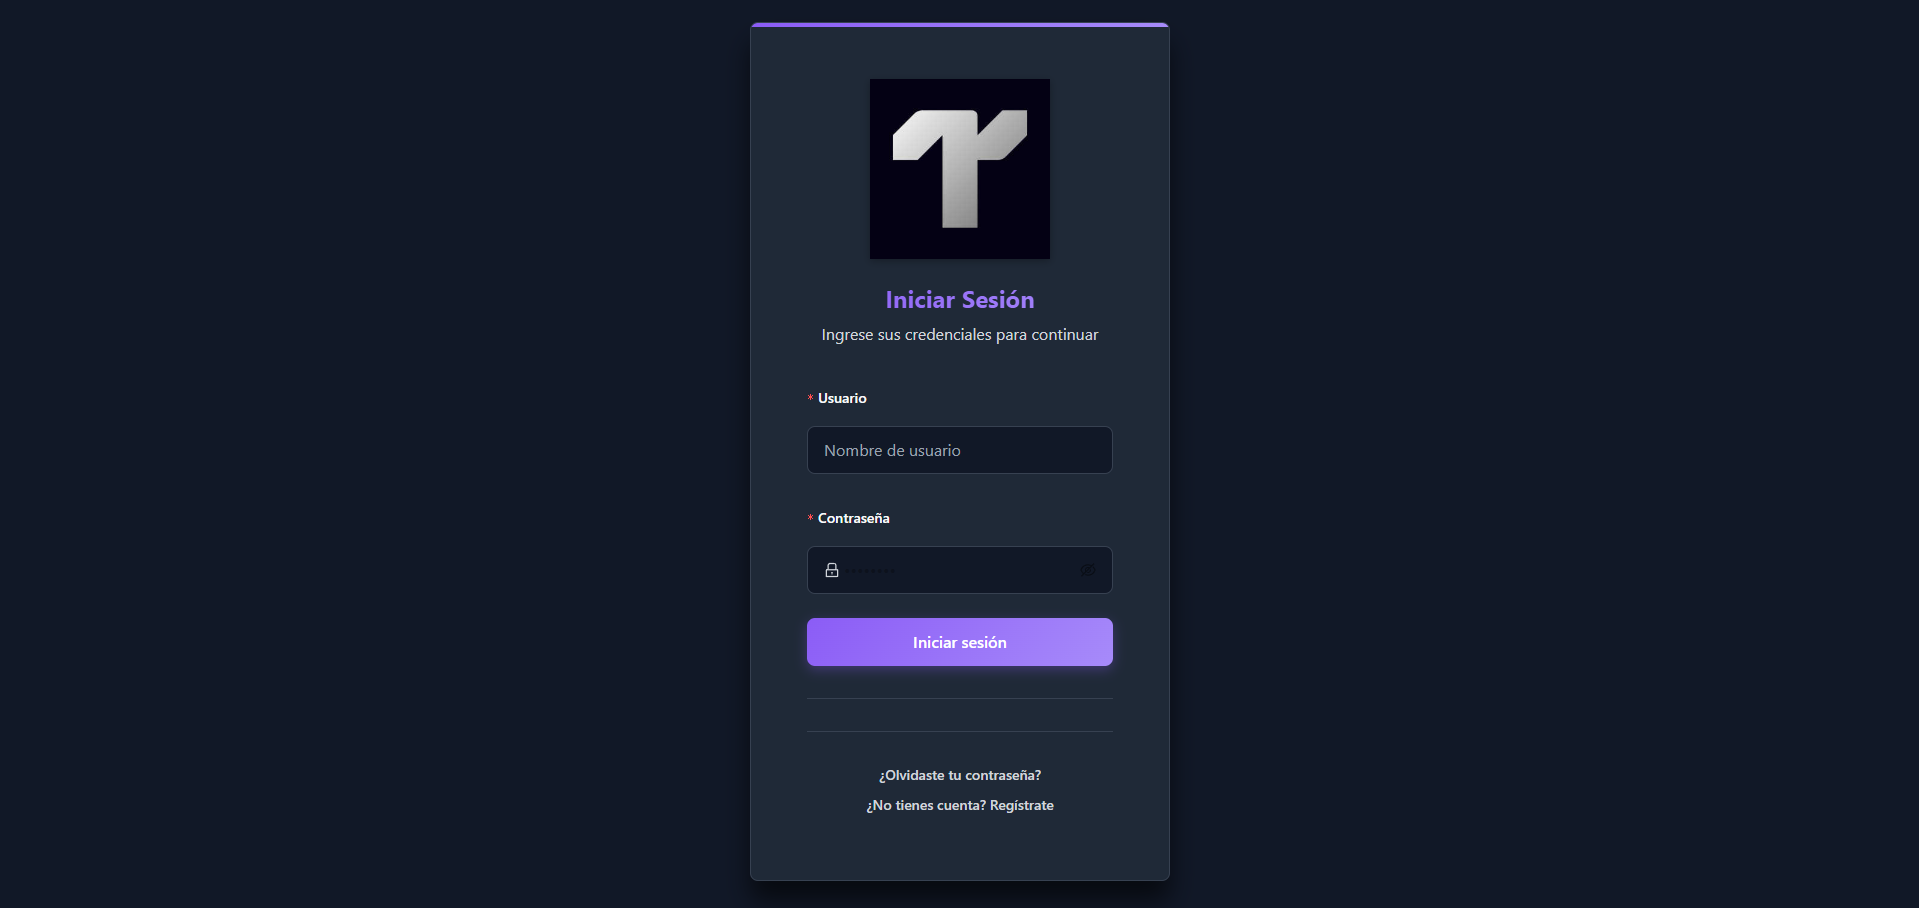 Iniciar Sesión
Ingrese sus credenciales para continuar
* Usuario
Nombre de usuario
* Contraseña
••••••••
Iniciar sesión
¿Olvidaste tu contraseña?
¿No tienes cuenta? Regístrate